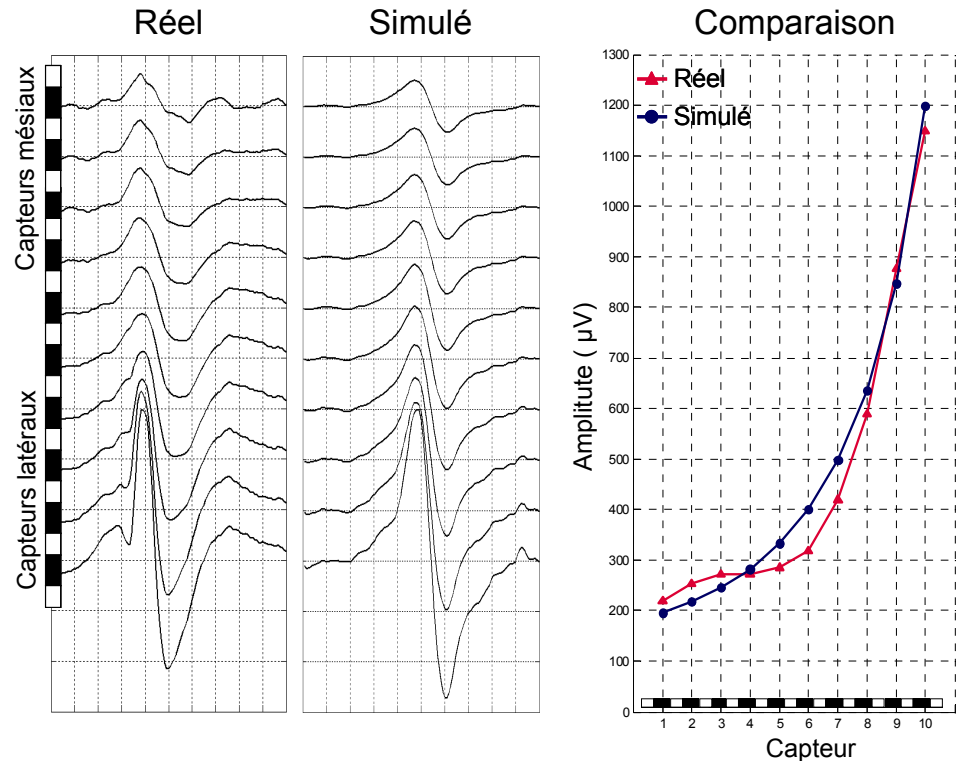 Réel
Simulé
Comparaison
Capteurs mésiaux
Capteurs latéraux
Réel
Simulé
Amplitute ( µV)
1300
1200
1100
1000
900
800
700
600
500
400
300
200
100
0
1 2 3 4 5 6 7 8 9 10
Capteur